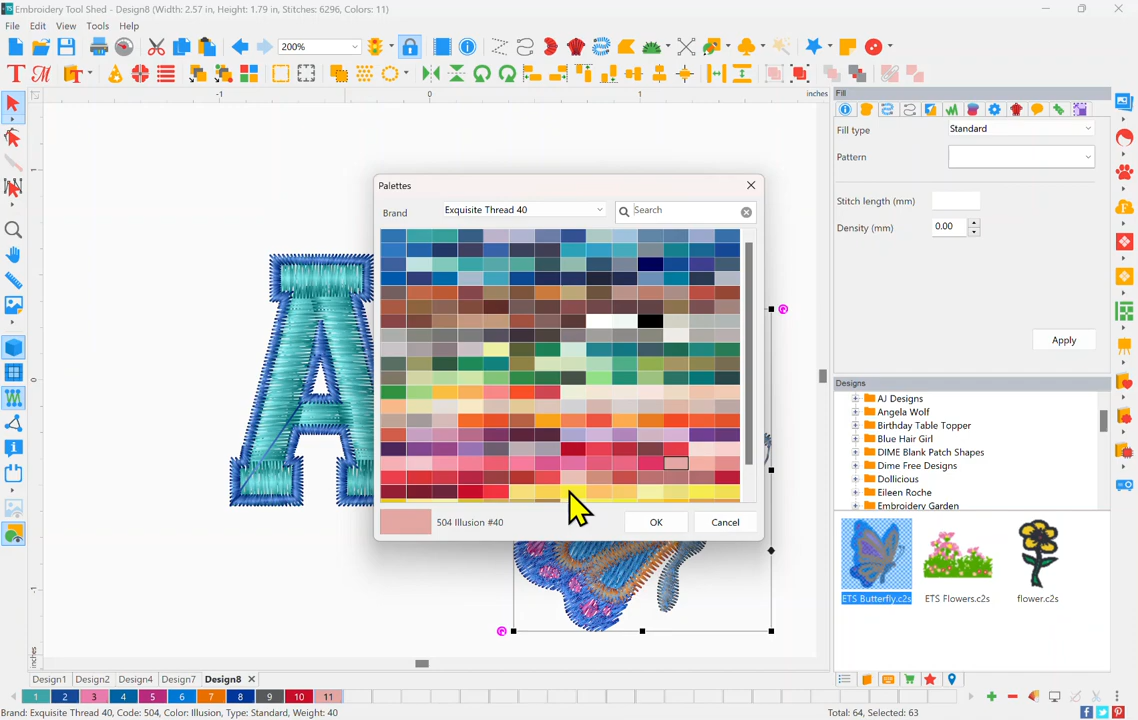 Embroidery Tool Shed - Design8 (Width: 2.57 in, Height: 1.79 in, Stitches: 6296, Colors: 11)
File Edit View Tools Help
200%
-1 0 1 inches
Fill
Fill type Standard
Pattern
Stitch length (mm)
Density (mm) 0.00
Apply
Palettes
Brand Exquisite Thread 40 Search
504 Illusion #40 OK Cancel
1
0
-1
inches
A
Designs
AJ Designs
Angela Wolf
Birthday Table Topper
Blue Hair Girl
DIME Blank Patch Shapes
Dime Free Designs
Dollicious
Eileen Roche
Embroidery Garden
ETS Butterfly.c2s ETS Flowers.c2s flower.c2s
Design1 Design2 Design4 Design7 Design8
1 2 3 4 5 6 7 8 9 10 11
Brand: Exquisite Thread 40, Code: 504, Color: Illusion, Type: Standard, Weight: 40 Total: 64, Selected: 63